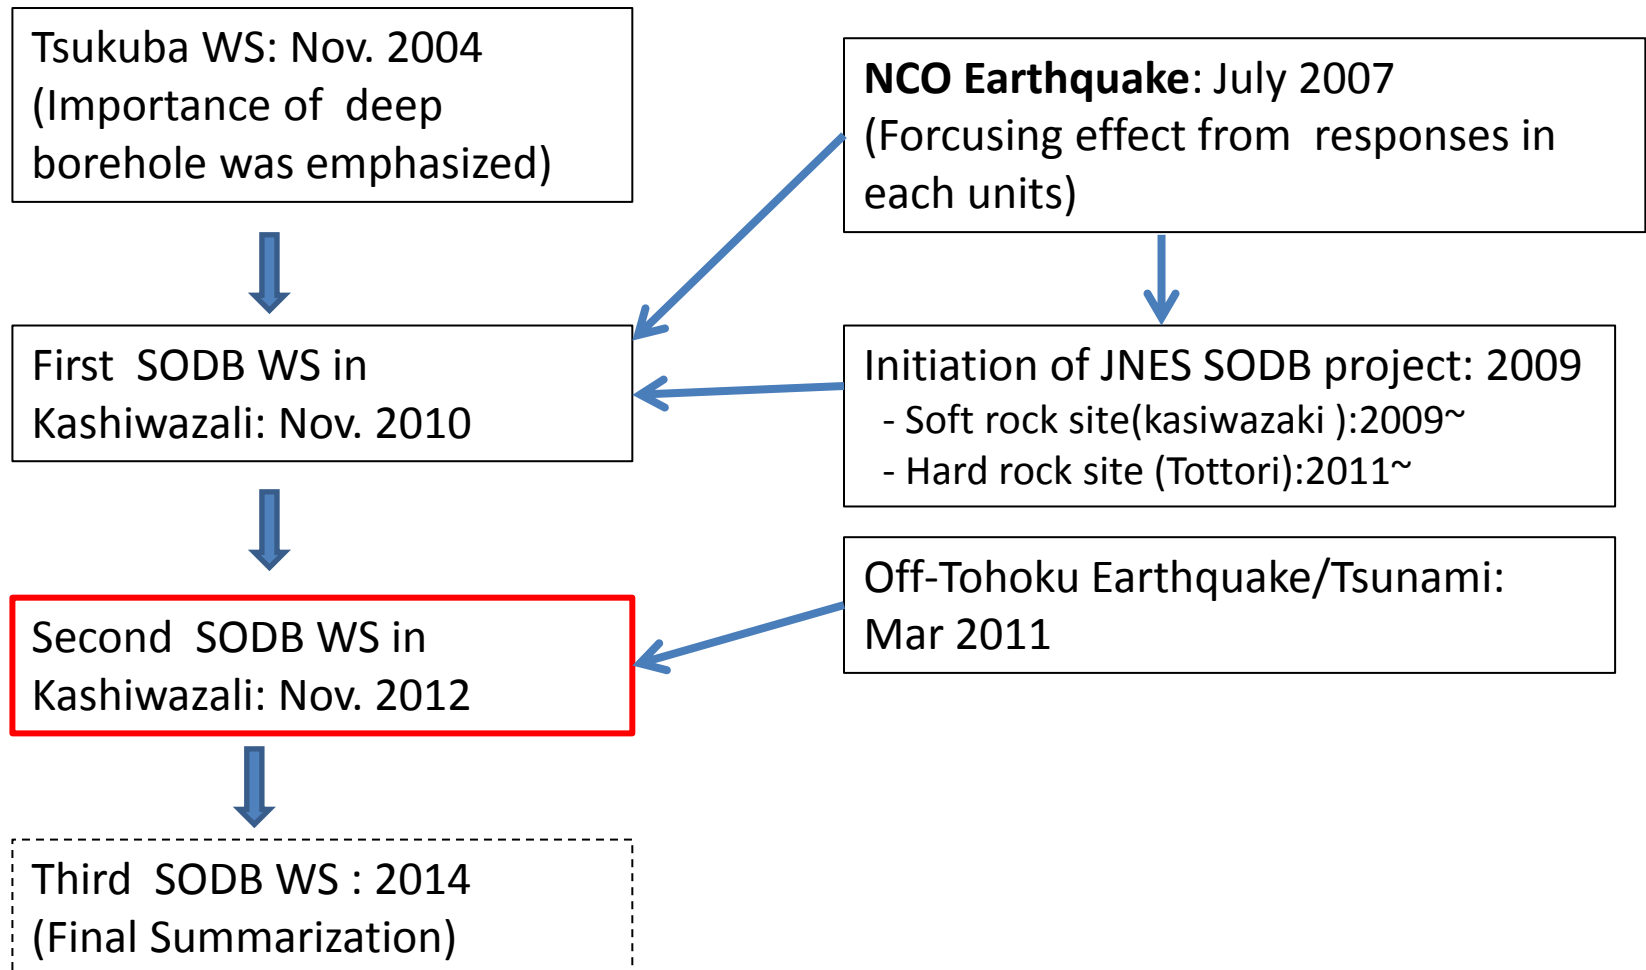 Tsukuba WS: Nov. 2004
(Importance of deep
borehole was emphasized)
NCO Earthquake: July 2007
(Forcusing effect from responses in
each units)
First SODB WS in
Kashiwazali: Nov. 2010
Initiation of JNES SODB project: 2009
- Soft rock site(kasiwazaki ):2009~
- Hard rock site (Tottori):2011~
Off-Tohoku Earthquake/Tsunami:
Mar 2011
Second SODB WS in
Kashiwazali: Nov. 2012
Third SODB WS : 2014
(Final Summarization)